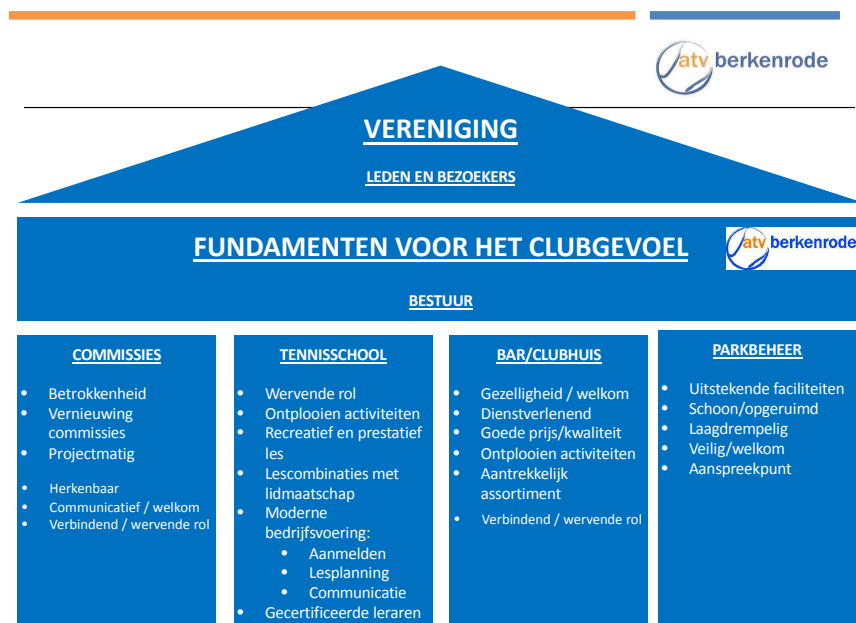 atv berkenrode
VERENIGING
LEDEN EN BEZOEKERS
FUNDAMENTEN VOOR HET CLUBGEVOEL
atv berkenrode
BESTUUR
COMMISSIES
• Betrokkenheid
• Vernieuwing
commissies
• Projectmatig
• Herkenbaar
• Communicatief / welkom
• Verbindend / wervende rol
TENNISSCHOOL
• Wervende rol
• Ontplooien activiteiten
• Recreatief en prestatief
les
• Lescombinaties met
lidmaatschap
• Moderne
bedrijfsvoering:
• Aanmelden
• Lesplanning
• Communicatie
• Gecertificeerde leraren
BAR/CLUBHUIS
• Gezelligheid / welkom
• Dienstverlenend
• Goede prijs/kwaliteit
• Ontplooien activiteiten
• Aantrekkelijk
assortiment
• Verbindend / wervende rol
PARKBEHEER
• Uitstekende faciliteiten
• Schoon/opgeruimd
• Laagdrempelig
• Veilig/welkom
• Aanspreekpunt